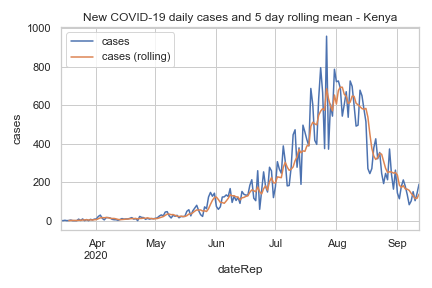 New COVID-19 daily cases and 5 day rolling mean - Kenya
cases
cases (rolling)
1000
800
600
400
200
0
cases
Apr
2020
May
Jun
Jul
Aug
Sep
dateRep